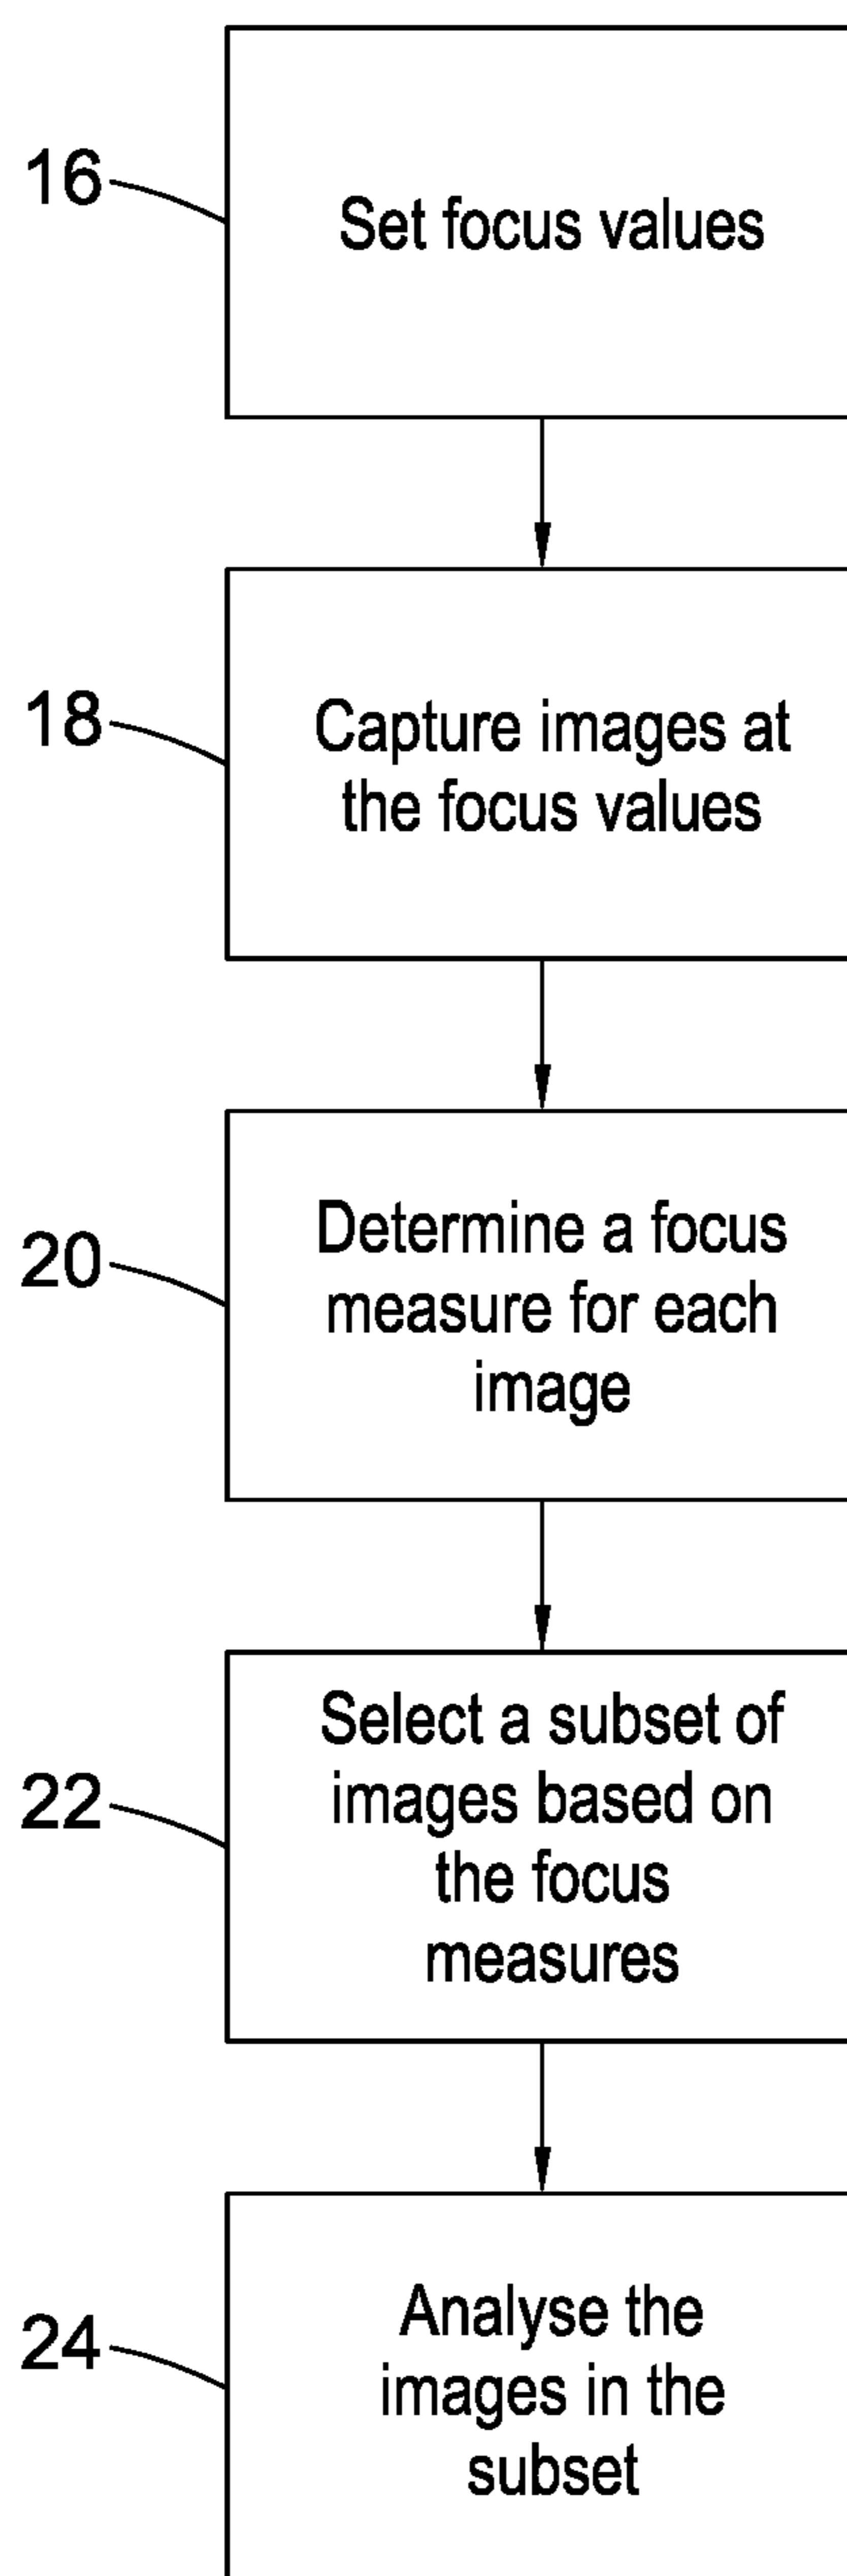 16
Set focus values
18
Capture images at
the focus values
20
Determine a focus
measure for each
image
22
Select a subset of
images based on
the focus
measures
24
Analyse the
images in the
subset